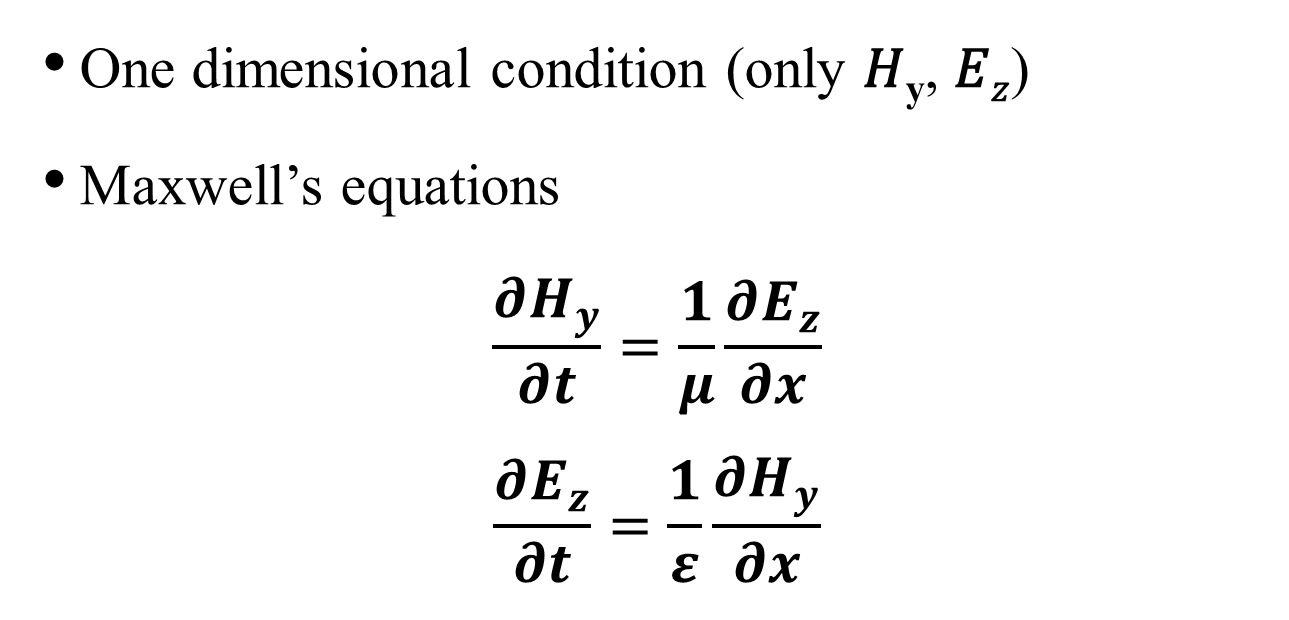 • One dimensional condition (only H_y, E_z)
• Maxwell’s equations
∂H_y/∂t = 1/μ ∂E_z/∂x
∂E_z/∂t = 1/ε ∂H_y/∂x